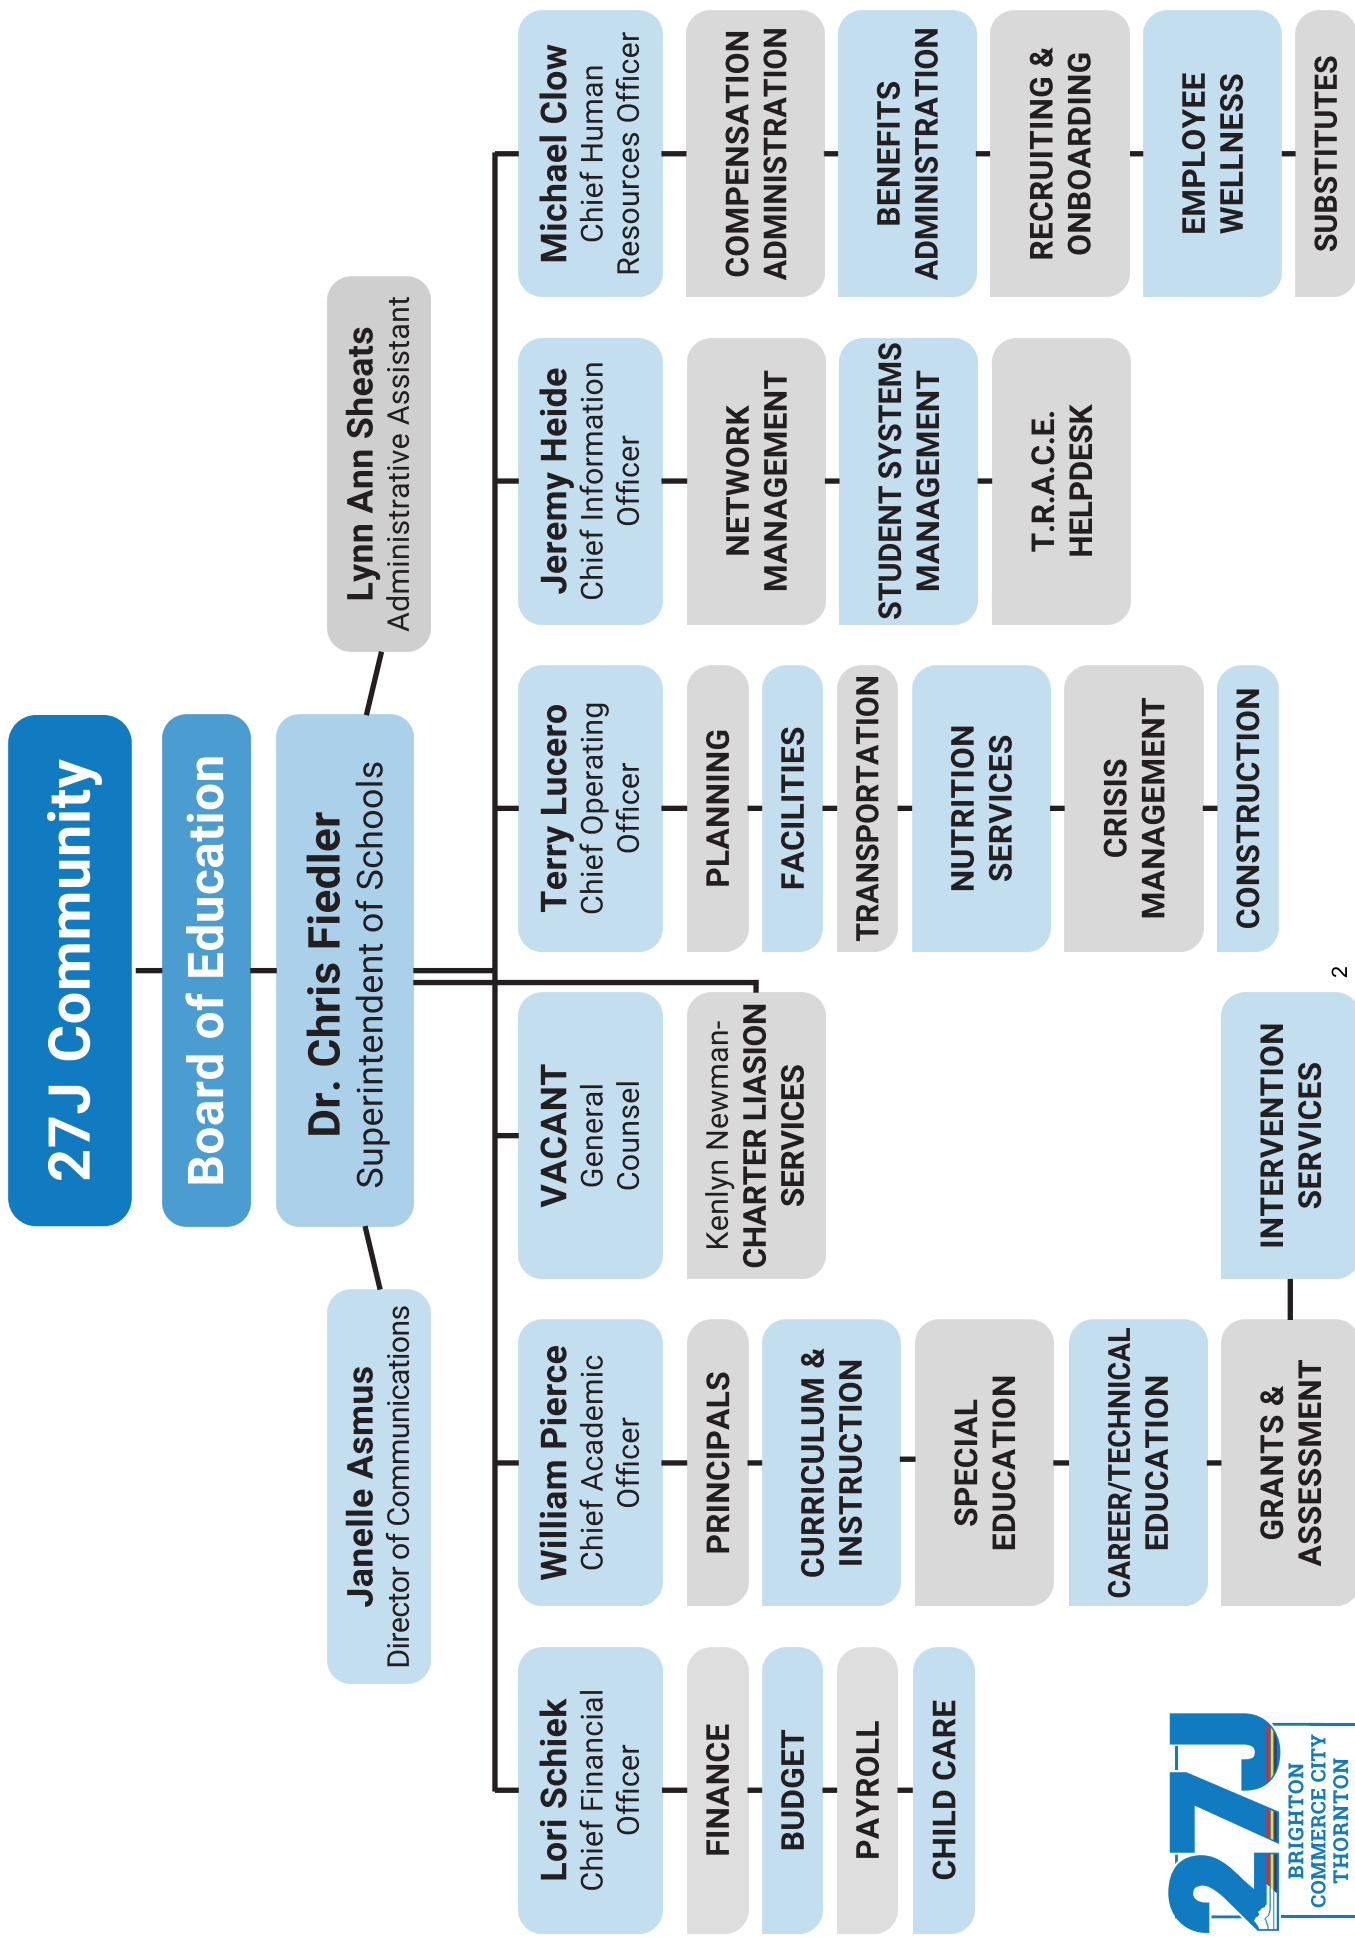 27J Community
Board of Education
Dr. Chris Fiedler
Superintendent of Schools
Janelle Asmus
Director of Communications
Lynn Ann Sheats
Administrative Assistant
Lori Schiek
Chief Financial
Officer
FINANCE
BUDGET
PAYROLL
CHILD CARE
William Pierce
Chief Academic
Officer
PRINCIPALS
CURRICULUM &
INSTRUCTION
SPECIAL
EDUCATION
CAREER/TECHNICAL
EDUCATION
GRANTS &
ASSESSMENT
INTERVENTION
SERVICES
VACANT
General
Counsel
Kenlyn Newman-
CHARTER LIASION
SERVICES
Terry Lucero
Chief Operating
Officer
PLANNING
FACILITIES
TRANSPORTATION
NUTRITION
SERVICES
CRISIS
MANAGEMENT
CONSTRUCTION
Jeremy Heide
Chief Information
Officer
NETWORK
MANAGEMENT
STUDENT SYSTEMS
MANAGEMENT
T.R.A.C.E.
HELPDESK
Michael Clow
Chief Human
Resources Officer
COMPENSATION
ADMINISTRATION
BENEFITS
ADMINISTRATION
RECRUITING &
ONBOARDING
EMPLOYEE
WELLNESS
SUBSTITUTES
27J
BRIGHTON
COMMERCE CITY
THORNTON
2